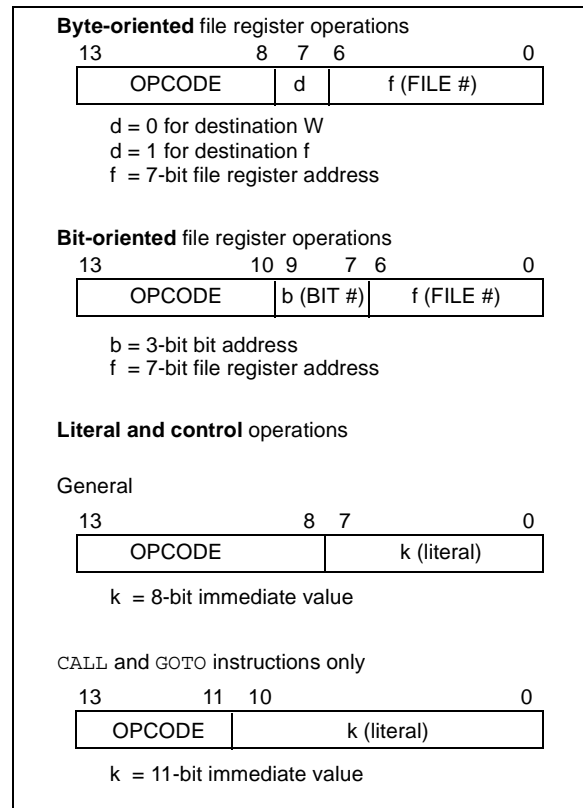 Byte-oriented file register operations
13 8 7 6 0
OPCODE d f (FILE #)
d = 0 for destination W
d = 1 for destination f
f = 7-bit file register address
Bit-oriented file register operations
13 10 9 7 6 0
OPCODE b (BIT #) f (FILE #)
b = 3-bit bit address
f = 7-bit file register address
Literal and control operations
General
13 8 7 0
OPCODE k (literal)
k = 8-bit immediate value
CALL and GOTO instructions only
13 11 10 0
OPCODE k (literal)
k = 11-bit immediate value